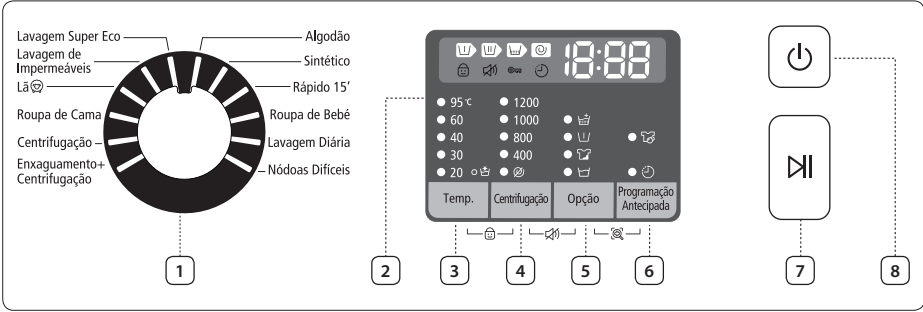 Lavagem Super Eco
Lavagem de
Impermeáveis
Lã
Roupa de Cama
Centrifugação
Enxaguamento+
Centrifugação
Algodão
Sintético
Rápido 15’
Roupa de Bebé
Lavagem Diária
Nódoas Difíceis
18:88
95 ℃ 1200
60 1000
40 800
30 400
20
Temp. Centrifugação Opção Programação
Antecipada
1 2 3 4 5 6 7 8